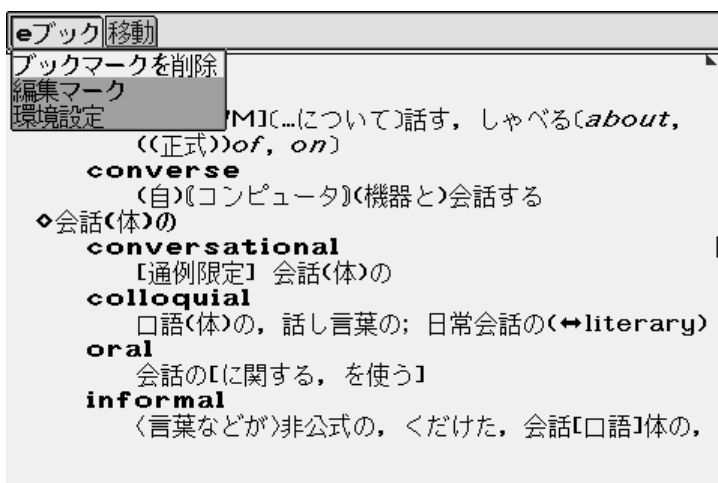 eブック 移動
ブックマークを削除
編集マーク
環境設定
M](…について)話す, しゃべる(about,
((正式))of, on)
converse
(自)〘コンピュータ〙(機器と)会話する
◇会話(体)の
conversational
[通例限定] 会話(体)の
colloquial
口語(体)の, 話し言葉の; 日常会話の(↔literary)
oral
会話の[に関する, を使う]
informal
〈言葉などが〉非公式の, くだけた, 会話[口語]体の,